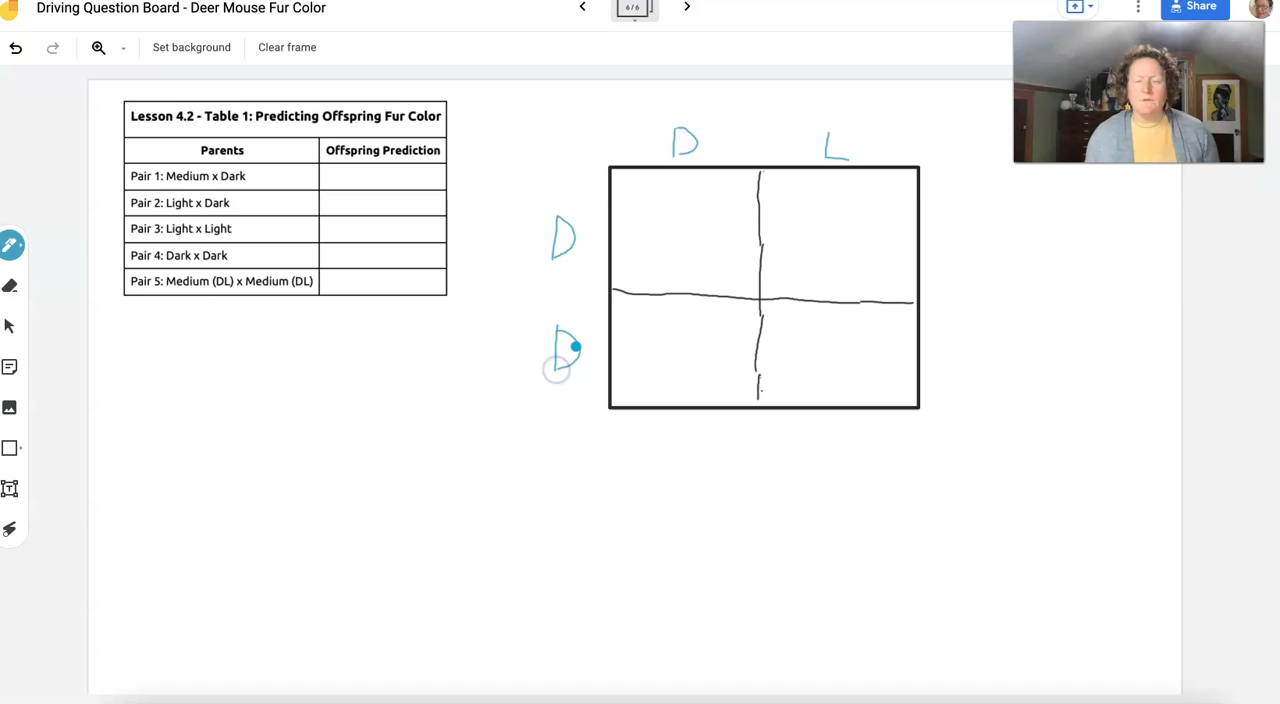 Driving Question Board - Deer Mouse Fur Color
6/6
Share
Set background
Clear frame
Lesson 4.2 - Table 1: Predicting Offspring Fur Color
Parents Offspring Prediction
Pair 1: Medium x Dark
Pair 2: Light x Dark
Pair 3: Light x Light
Pair 4: Dark x Dark
Pair 5: Medium (DL) x Medium (DL)
D L
D
D